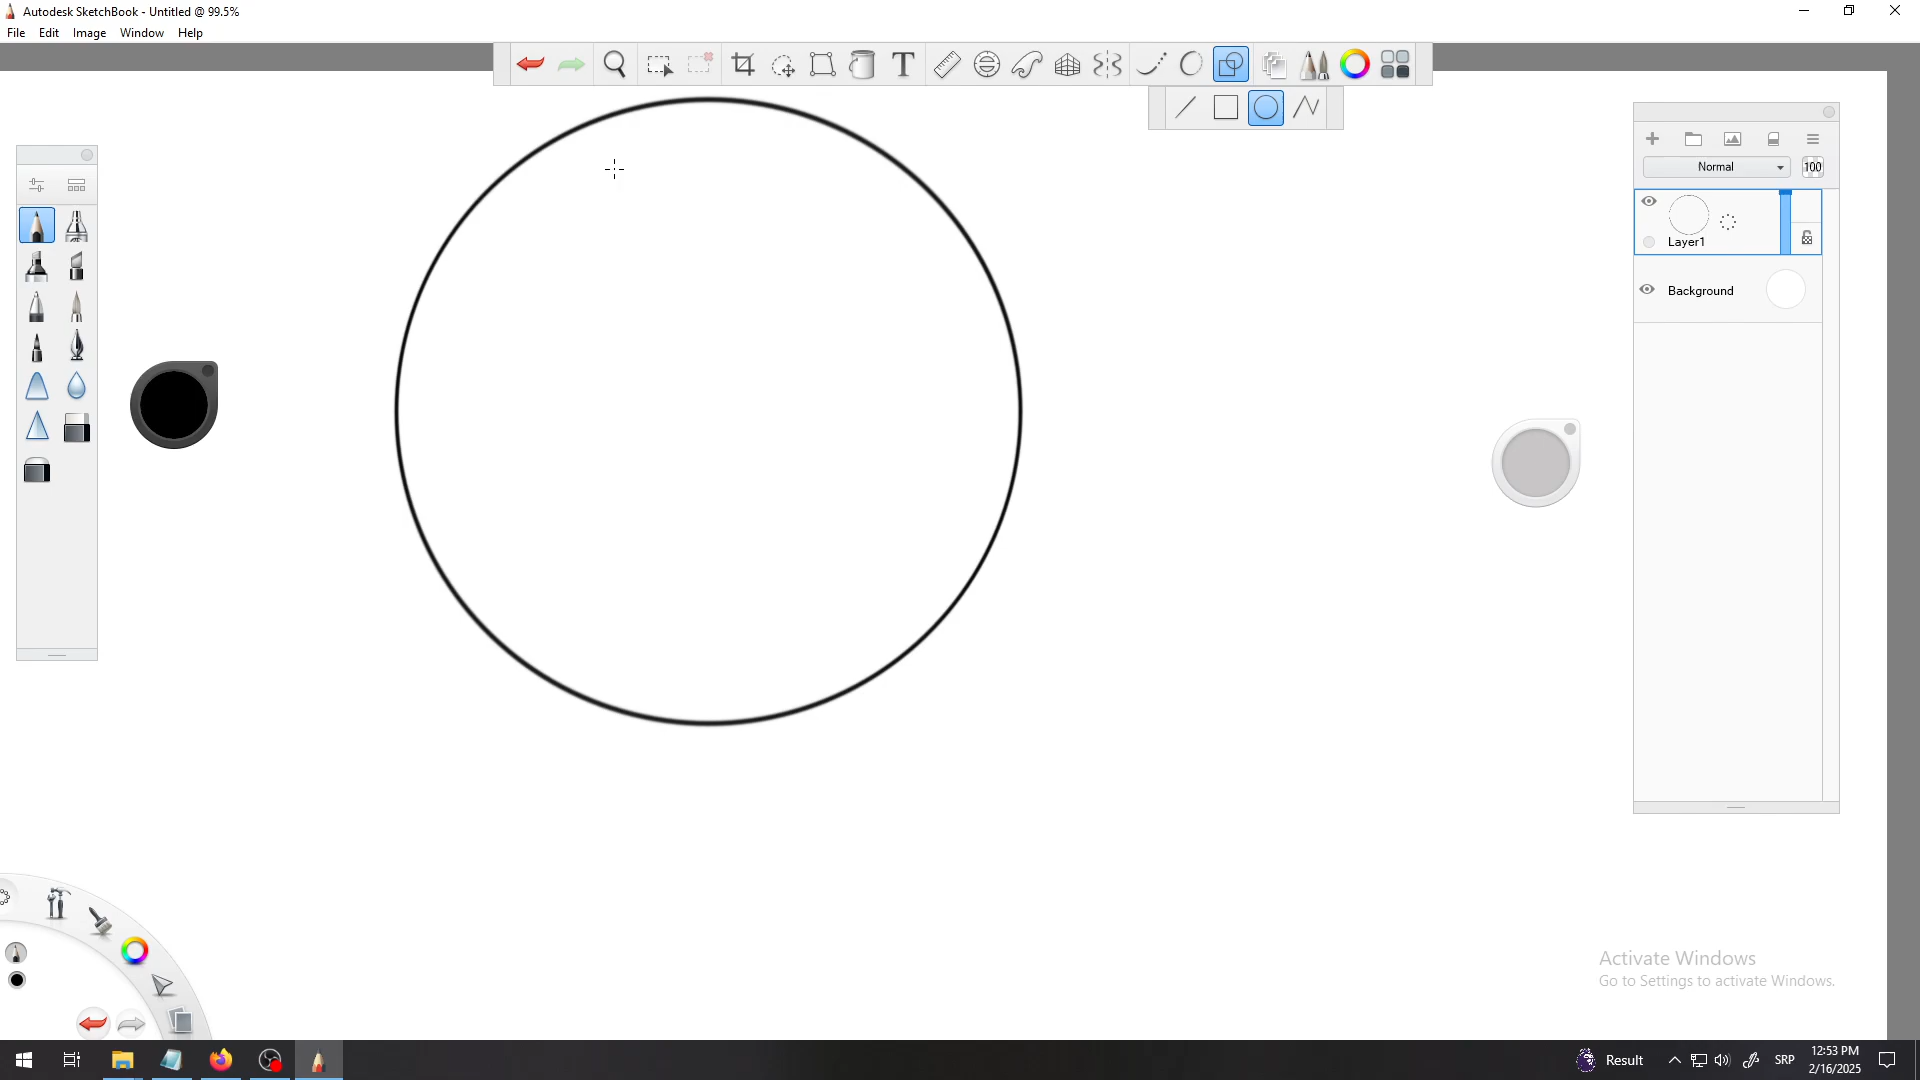 Autodesk SketchBook - Untitled @ 99.5%
File Edit Image Window Help
T
Normal 100
Layer1
Background
Activate Windows
Go to Settings to activate Windows.
Result SRP 12:53 PM
2/16/2025